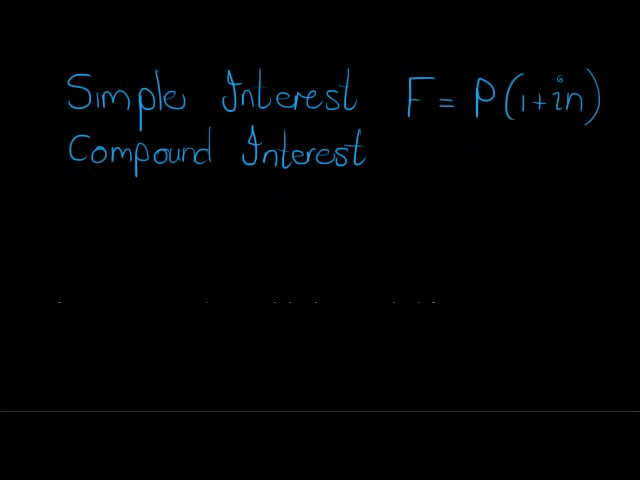 Simple Interest F = P(1+in)
Compound Interest